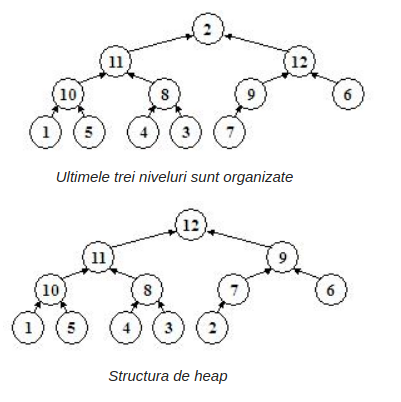 2
11 12
10 8 9 6
1 5 4 3 7
Ultimele trei niveluri sunt organizate
12
11 9
10 8 7 6
1 5 4 3 2
Structura de heap